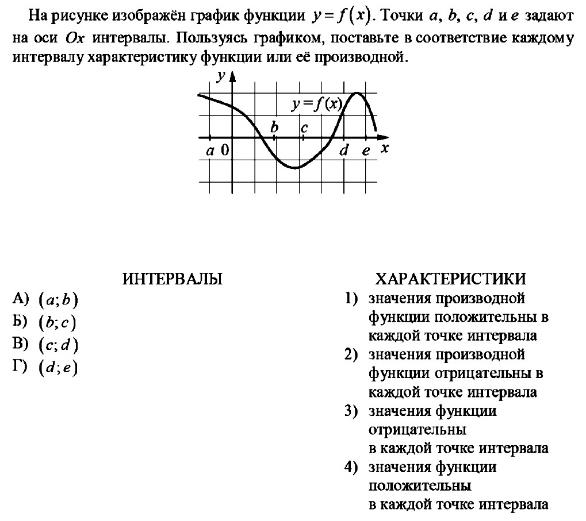 На рисунке изображён график функции y = f(x). Точки a, b, c, d и e задают
на оси Ox интервалы. Пользуясь графиком, поставьте в соответствие каждому
интервалу характеристику функции или её производной.
y
y = f(x)
b c
a 0 d e x
ИНТЕРВАЛЫ
А) (a; b)
Б) (b; c)
В) (c; d)
Г) (d; e)
ХАРАКТЕРИСТИКИ
1) значения производной
функции положительны в
каждой точке интервала
2) значения производной
функции отрицательны в
каждой точке интервала
3) значения функции
отрицательны
в каждой точке интервала
4) значения функции
положительны
в каждой точке интервала